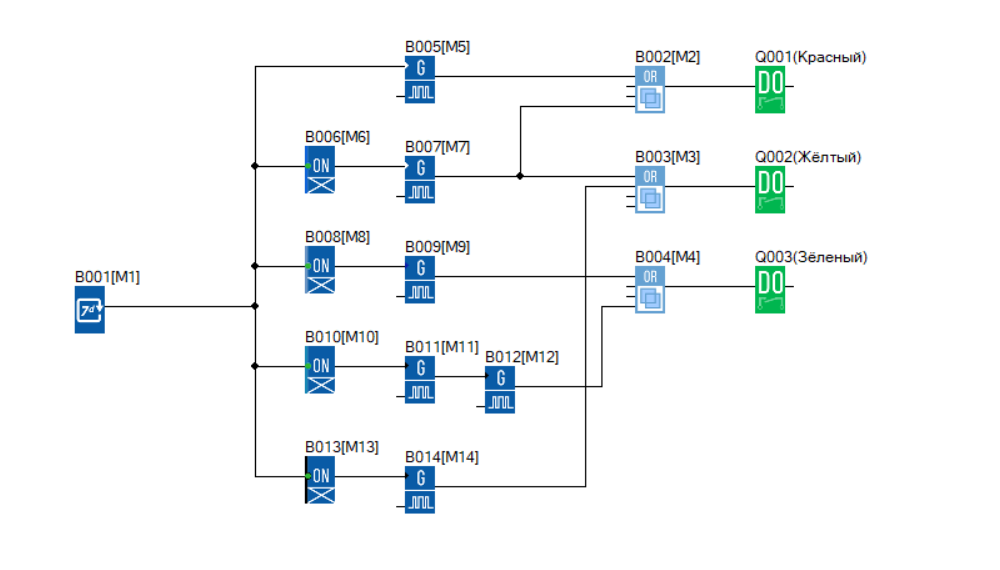 B005[M5]
G
B002[M2]
OR
Q001(Красный)
DO
B006[M6]
ON
B007[M7]
G
B003[M3]
OR
Q002(Жёлтый)
DO
B008[M8]
ON
B009[M9]
G
B004[M4]
OR
Q003(Зёленый)
DO
B001[M1]
7d
B010[M10]
ON
B011[M11]
G
B012[M12]
G
B013[M13]
ON
B014[M14]
G